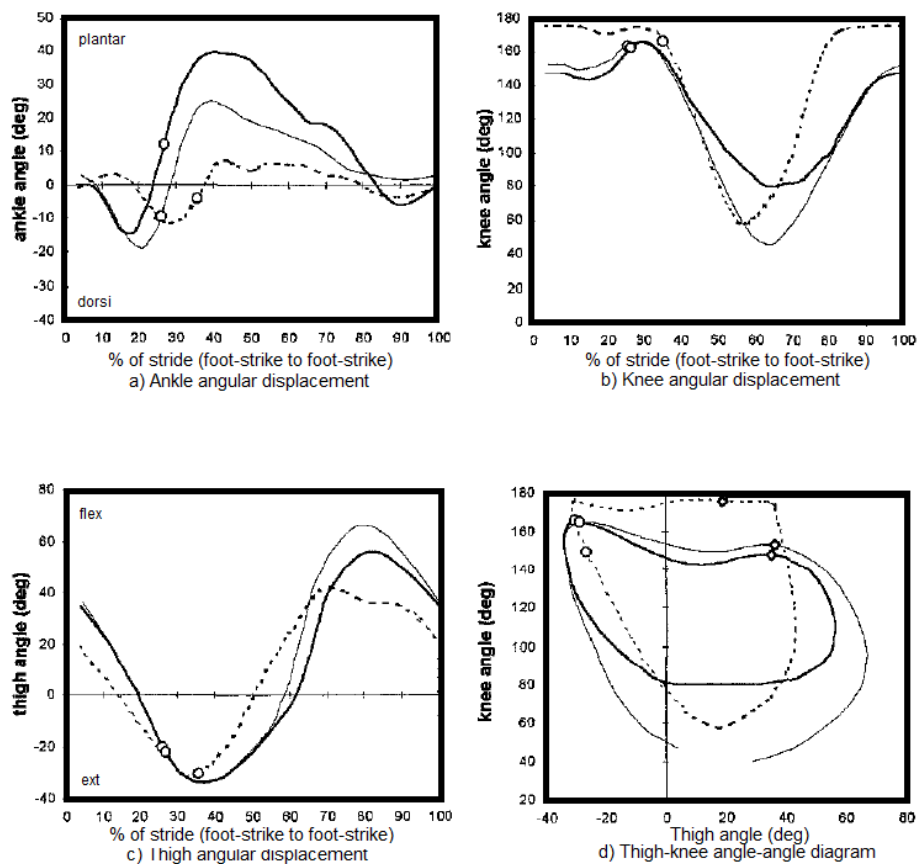 50
40
30
20
10
0
-10
-20
-30
-40
plantar
dorsi
ankle angle (deg)
0 10 20 30 40 50 60 70 80 90 100
% of stride (foot-strike to foot-strike)
a) Ankle angular displacement
180
160
140
120
100
80
60
40
20
0
knee angle (deg)
0 10 20 30 40 50 60 70 80 90 100
% of stride (foot-strike to foot-strike)
b) Knee angular displacement
80
60
40
20
0
-20
-40
flex
ext
thigh angle (deg)
0 10 20 30 40 50 60 70 80 90 100
% of stride (foot-strike to foot-strike)
c) Thigh angular displacement
180
160
140
120
100
80
60
40
20
knee angle (deg)
-40 -20 0 20 40 60 80
Thigh angle (deg)
d) Thigh-knee angle-angle diagram